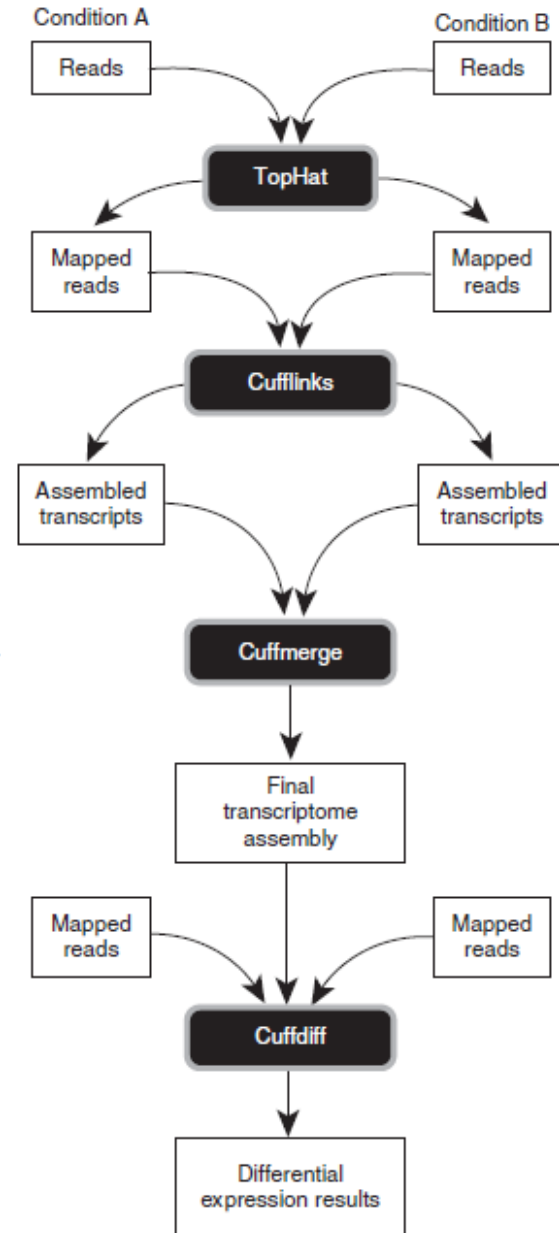 Condition A
Condition B
Reads
Reads
TopHat
Mapped
reads
Mapped
reads
Cufflinks
Assembled
transcripts
Assembled
transcripts
Cuffmerge
Final
transcriptome
assembly
Mapped
reads
Mapped
reads
Cuffdiff
Differential
expression results